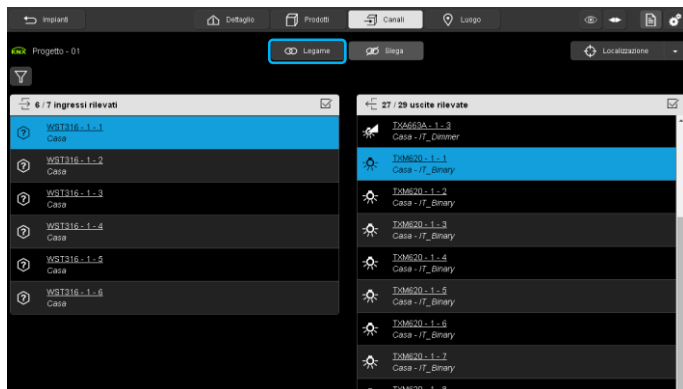 Impianti
Dettaglio
Prodotti
Canali
Luogo
KNX Progetto - 01
Legame
Slega
Localizzazione
6 / 7 ingressi rilevati
WST316 - 1 - 1
Casa
WST316 - 1 - 2
Casa
WST316 - 1 - 3
Casa
WST316 - 1 - 4
Casa
WST316 - 1 - 5
Casa
WST316 - 1 - 6
Casa
27 / 29 uscite rilevate
TXA663A - 1 - 3
Casa - IT_Dimmer
TXM620 - 1 - 1
Casa - IT_Binary
TXM620 - 1 - 2
Casa - IT_Binary
TXM620 - 1 - 3
Casa - IT_Binary
TXM620 - 1 - 4
Casa - IT_Binary
TXM620 - 1 - 5
Casa - IT_Binary
TXM620 - 1 - 6
Casa - IT_Binary
TXM620 - 1 - 7
Casa - IT_Binary
TXM620 - 1 - 8